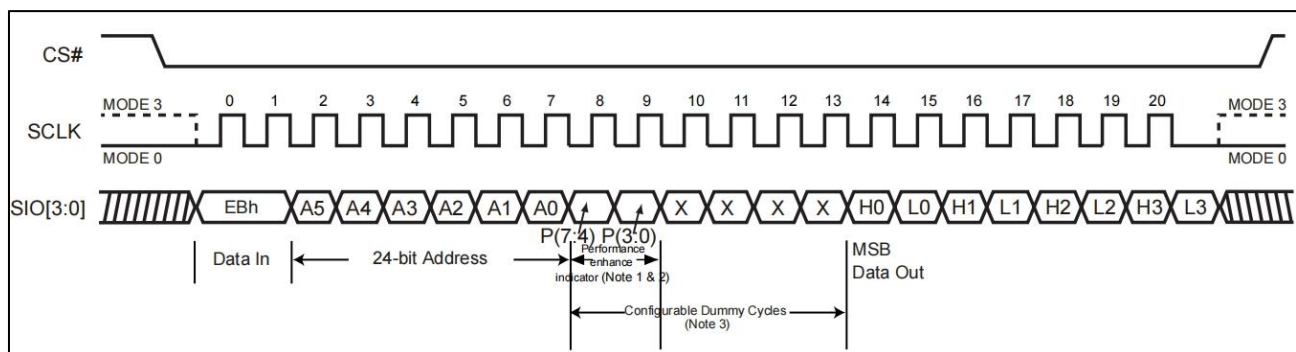 CS#
MODE 3 0 1 2 3 4 5 6 7 8 9 10 11 12 13 14 15 16 17 18 19 20 MODE 3
SCLK
MODE 0 MODE 0
SIO[3:0] EBh A5 A4 A3 A2 A1 A0 X X X X H0 L0 H1 L1 H2 L2 H3 L3
P(7:4) P(3:0)
Data In
24-bit Address
Performance
enhance
indicator (Note 1 & 2)
MSB
Data Out
Configurable Dummy Cycles
(Note 3)